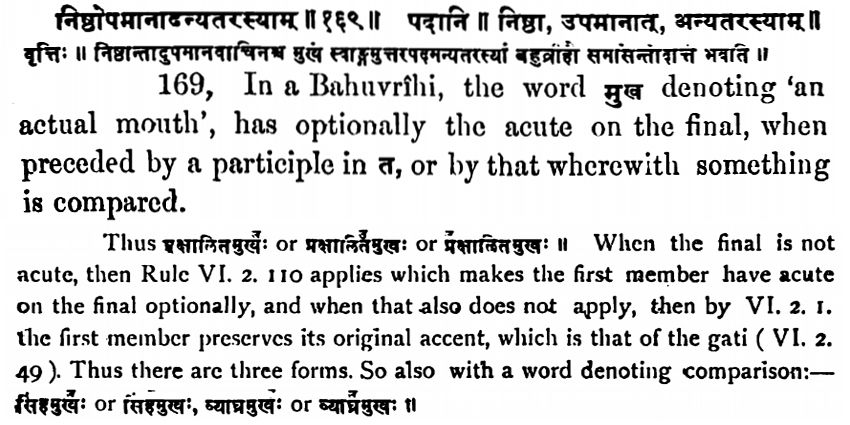 निष्ठोपमानादन्यतरस्याम् ॥ १६९ ॥ पदानि ॥ निष्ठा, उपमानात्, अन्यतरस्याम् ॥
वृत्तिः ॥ निष्ठान्तादुपमानवाचिनश्च मुखं स्वाङ्गमुत्तरपदमन्यतरस्यां बहुव्रीहौ समासेन्तोदात्तं भवति ॥
169, In a Bahuvrîhi, the word मुख denoting ‘an
actual mouth’, has optionally the acute on the final, when
preceded by a participle in त, or by that wherewith something
is compared.
Thus प्रक्षालितमुखः॑ or प्रक्षालित॑मुखः or प्र॑क्षालितमुखः ॥ When the final is not
acute, then Rule VI. 2. 110 applies which makes the first member have acute
on the final optionally, and when that also does not apply, then by VI. 2. 1.
the first member preserves its original accent, which is that of the gati ( VI. 2.
49 ). Thus there are three forms. So also with a word denoting comparison:—
सिंहमुखः॑ or सिंह॑मुखः, व्याघ्रमुखः॑ or व्याघ्र॑मुखः ॥